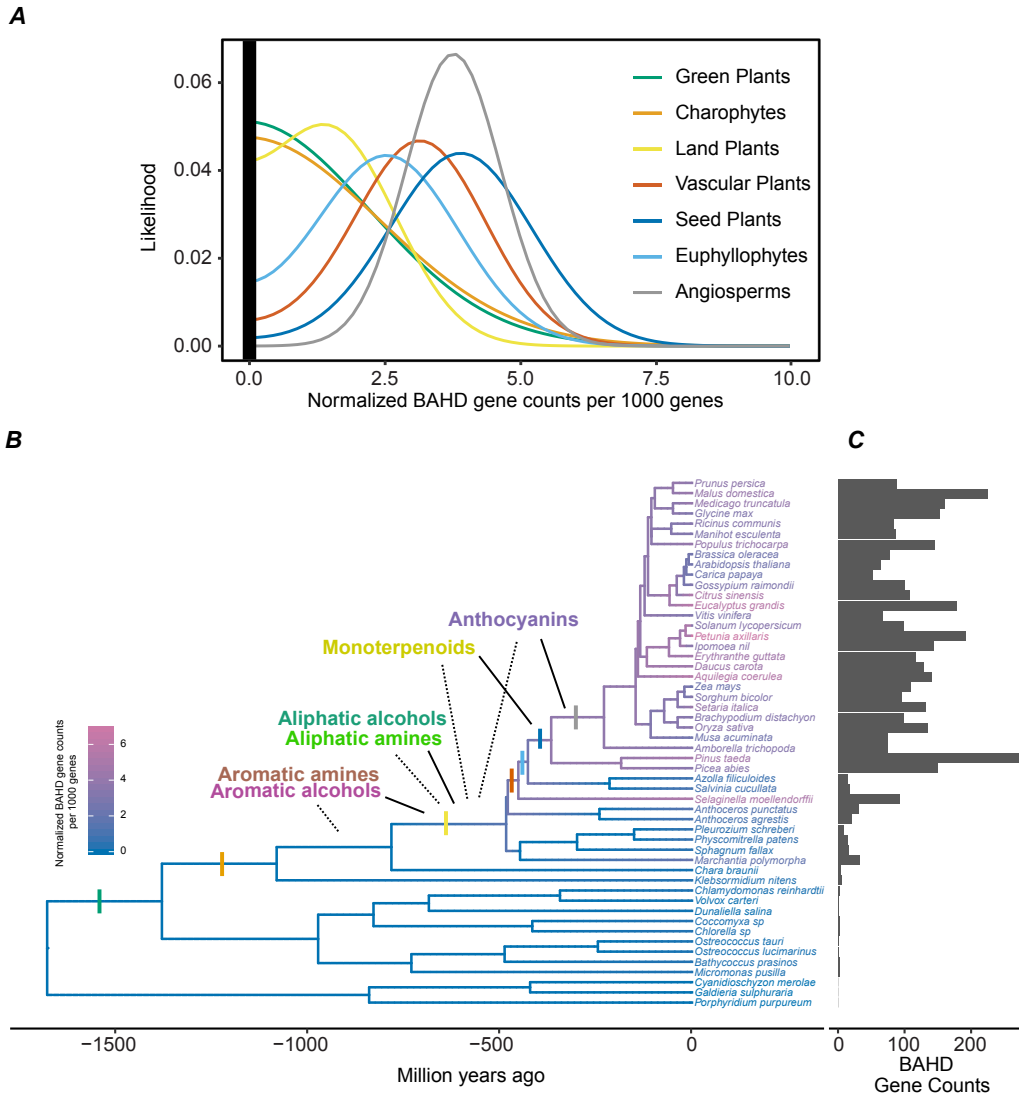 A
0.06
0.04
0.02
0.00
Likelihood
Green Plants
Charophytes
Land Plants
Vascular Plants
Seed Plants
Euphyllophytes
Angiosperms
0.0 2.5 5.0 7.5 10.0
Normalized BAHD gene counts per 1000 genes
B
C
Prunus persica
Malus domestica
Medicago truncatula
Glycine max
Ricinus communis
Manihot esculenta
Populus trichocarpa
Brassica oleracea
Arabidopsis thaliana
Carica papaya
Gossypium raimondii
Citrus sinensis
Eucalyptus grandis
Vitis vinifera
Solanum lycopersicum
Petunia axillaris
Ipomoea nil
Erythranthe guttata
Daucus carota
Aquilegia coerulea
Zea mays
Sorghum bicolor
Setaria italica
Brachypodium distachyon
Oryza sativa
Musa acuminata
Amborella trichopoda
Pinus taeda
Picea abies
Azolla filiculoides
Salvinia cucullata
Selaginella moellendorffii
Anthoceros punctatus
Anthoceros agrestis
Pleurozium schreberi
Physcomitrella patens
Sphagnum fallax
Marchantia polymorpha
Chara braunii
Klebsormidium nitens
Chlamydomonas reinhardtii
Volvox carteri
Dunaliella salina
Coccomyxa sp
Chlorella sp
Ostreococcus tauri
Ostreococcus lucimarinus
Bathycoccus prasinos
Micromonas pusilla
Cyanidioschyzon merolae
Galdieria sulphuraria
Porphyridium purpureum
Anthocyanins
Monoterpenoids
Aliphatic alcohols
Aliphatic amines
Aromatic amines
Aromatic alcohols
Normalized BAHD gene counts
per 1000 genes
6
4
2
0
−1500 −1000 −500 0
Million years ago
0 100 200
BAHD
Gene Counts